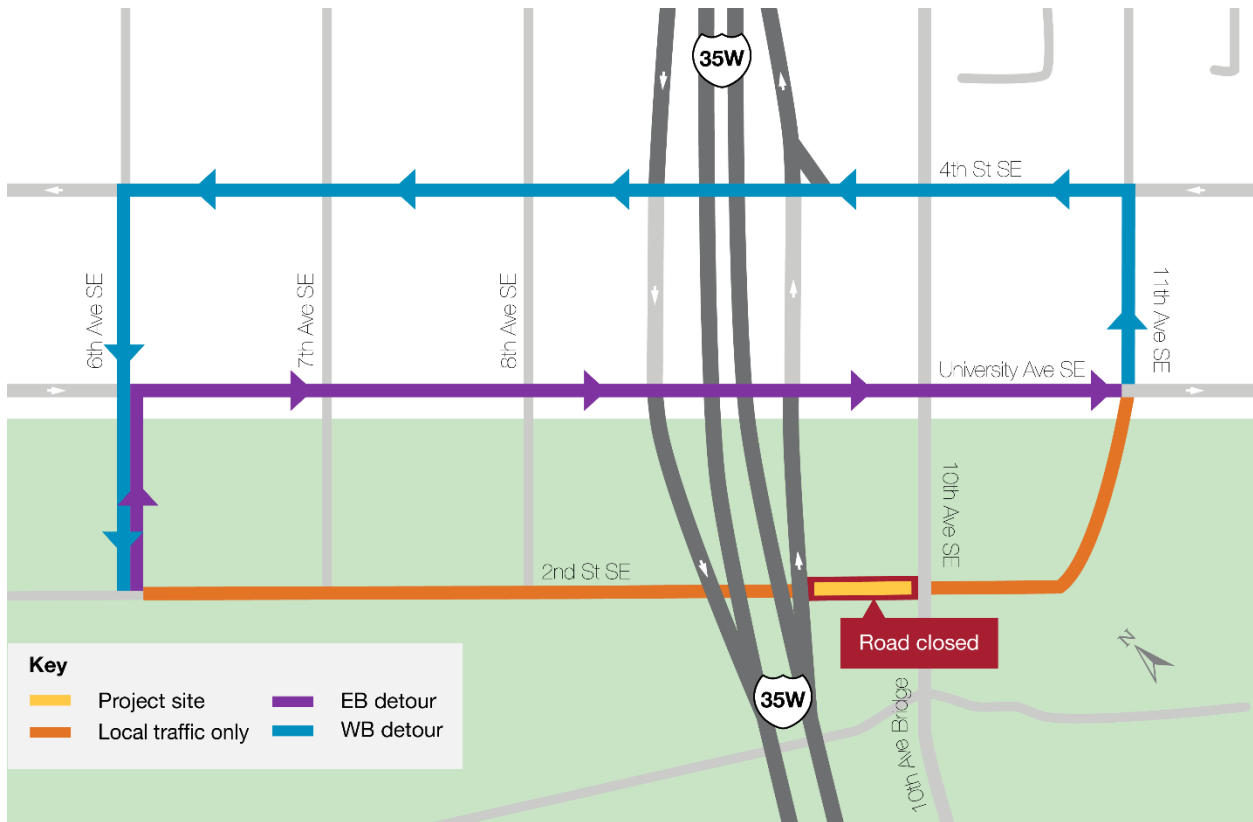 35W
4th St SE
6th Ave SE
7th Ave SE
8th Ave SE
11th Ave SE
University Ave SE
10th Ave SE
2nd St SE
Road closed
N
Key
Project site
EB detour
Local traffic only
WB detour
35W
10th Ave Bridge